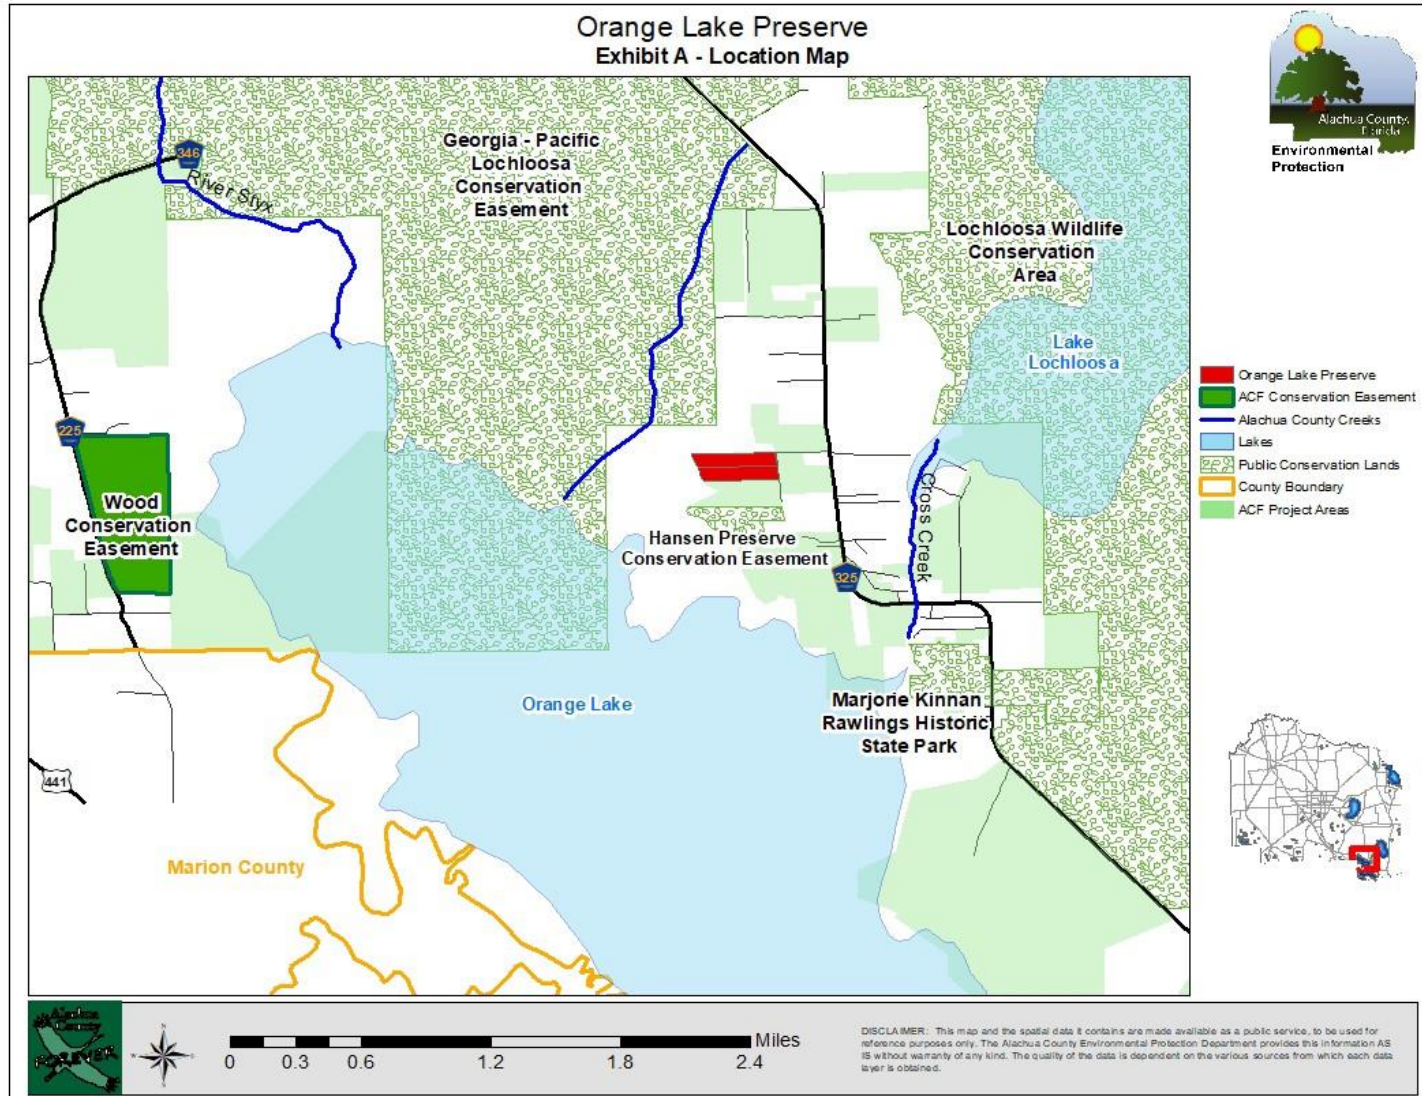 Orange Lake Preserve
Exhibit A - Location Map
Alachua County,
Florida
Environmental
Protection
346
River Styx
Georgia - Pacific
Lochloosa
Conservation
Easement
Lochloosa Wildlife
Conservation
Area
Lake
Lochloosa
Orange Lake Preserve
ACF Conservation Easement
Alachua County Creeks
Lakes
Public Conservation Lands
County Boundary
ACF Project Areas
225
Wood
Conservation
Easement
Cross Creek
Hansen Preserve
Conservation Easement
325
Orange Lake
Marjorie Kinnan
Rawlings Historic
State Park
441
Marion County
Alachua
County
FOREVER
N
W
E
S
Miles
0 0.3 0.6 1.2 1.8 2.4
DISCLAIMER: This map and the spatial data it contains are made available as a public service, to be used for
reference purposes only. The Alachua County Environmental Protection Department provides this information AS
IS without warranty of any kind. The quality of the data is dependent on the various sources from which each data
layer is obtained.